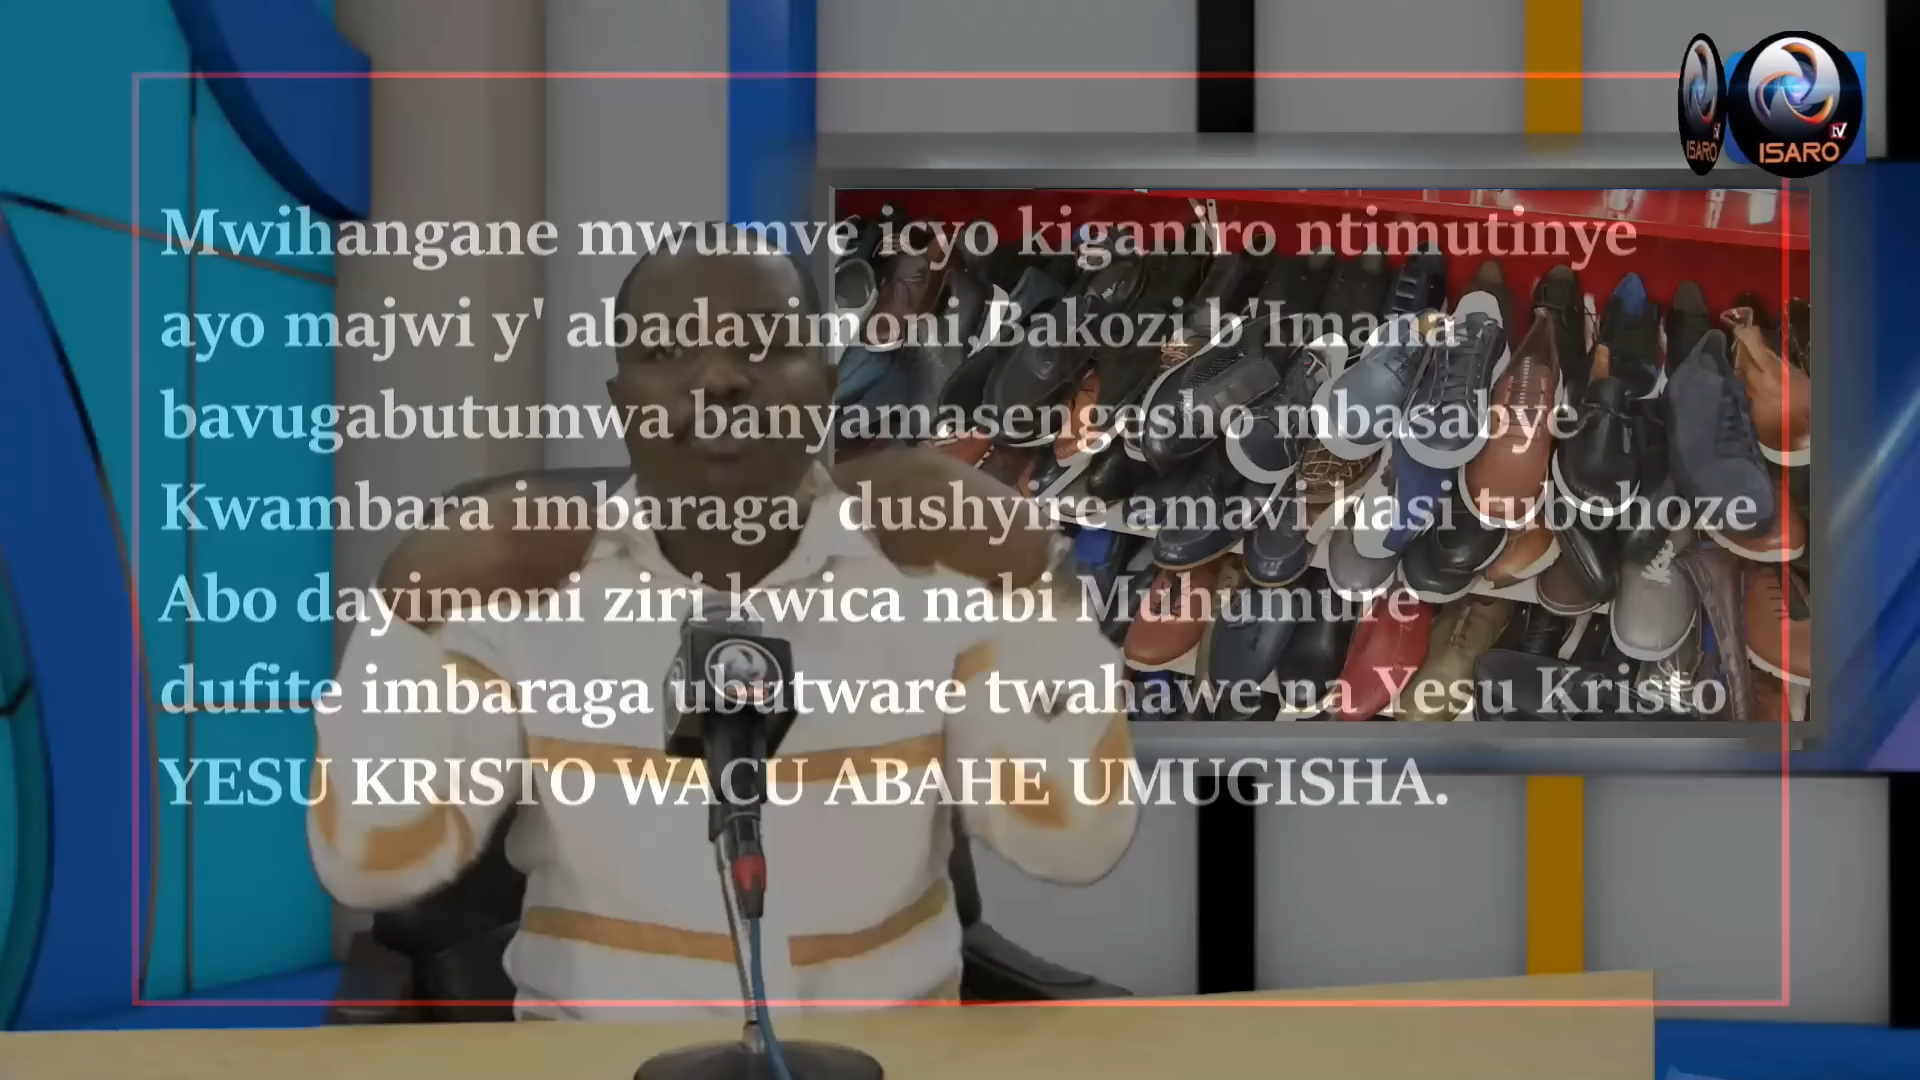 Mwihangane mwumve icyo kiganiro ntimutinye
ayo majwi y' abadayimoni,Bakozi b'Imana
bavugabutumwa banyamasengesho mbasabye
Kwambara imbaraga dushyire amavi hasi tubohoze
Abo dayimoni ziri kwica nabi Muhumure
dufite imbaraga ubutware twahawe na Yesu Kristo
YESU KRISTO WACU ABAHE UMUGISHA.
ISARO tv
ISARO tv